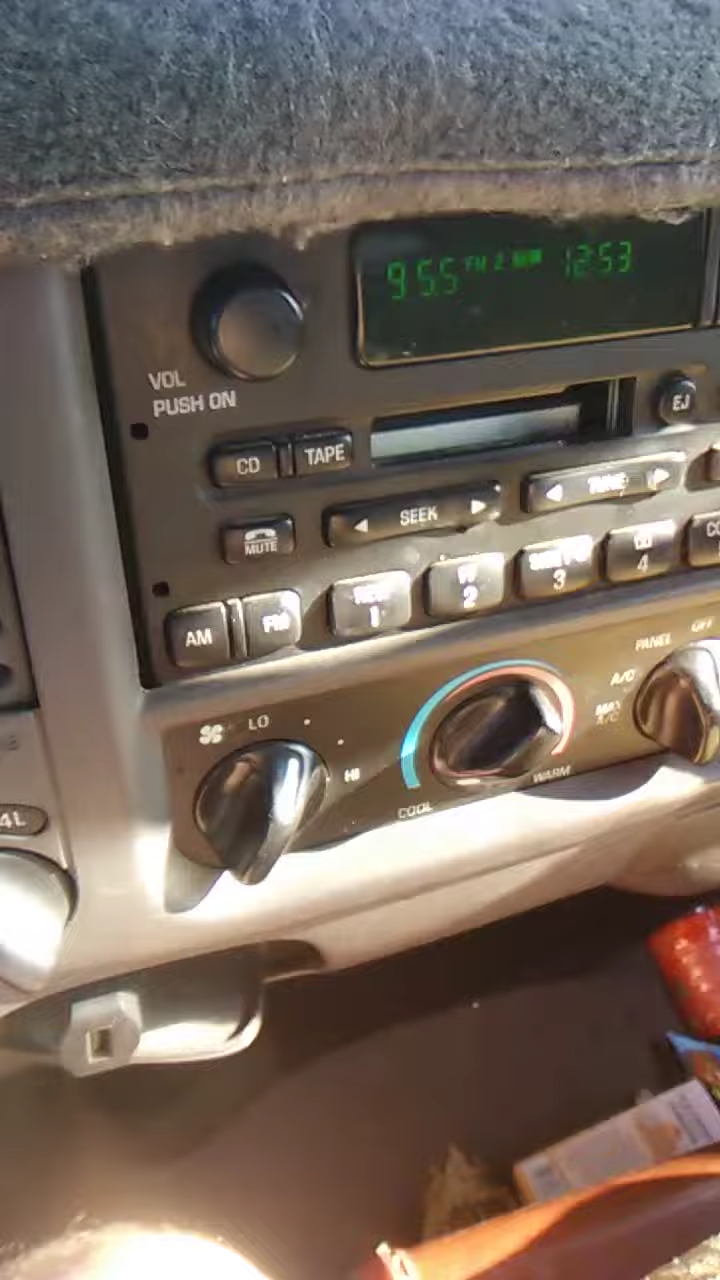 95.5 FM 2 12:53
VOL
PUSH ON
CD TAPE EJ
MUTE SEEK TUNE
AM FM 1 2 3 4
LO
HI
COOL WARM
PANEL OFF
A/C
MAX
A/C
4L